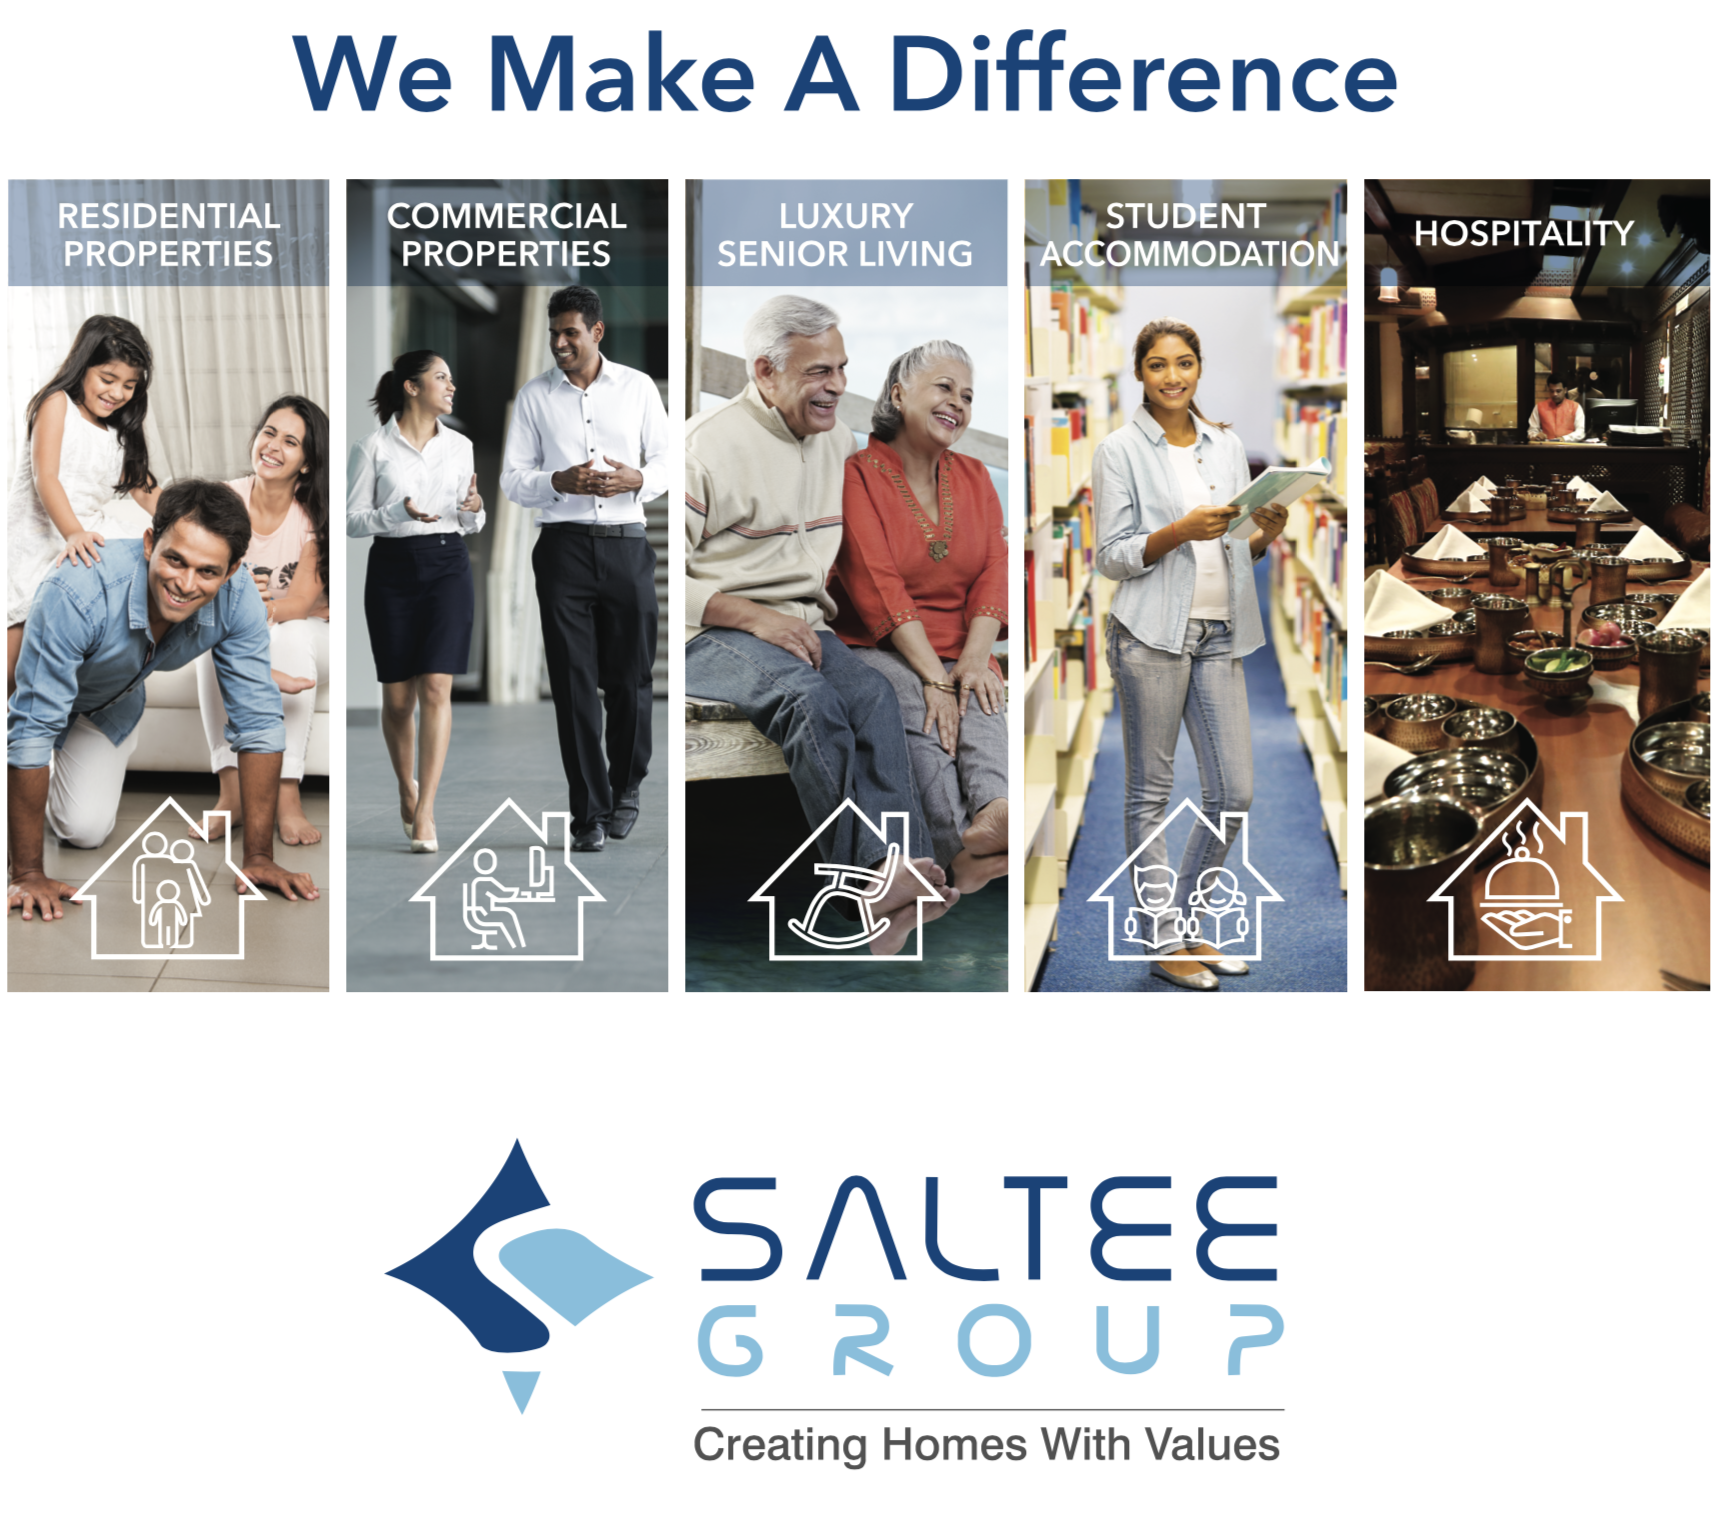 We Make A Difference
RESIDENTIAL
PROPERTIES
COMMERCIAL
PROPERTIES
LUXURY
SENIOR LIVING
STUDENT
ACCOMMODATION
HOSPITALITY
SALTEE
GROUP
Creating Homes With Values